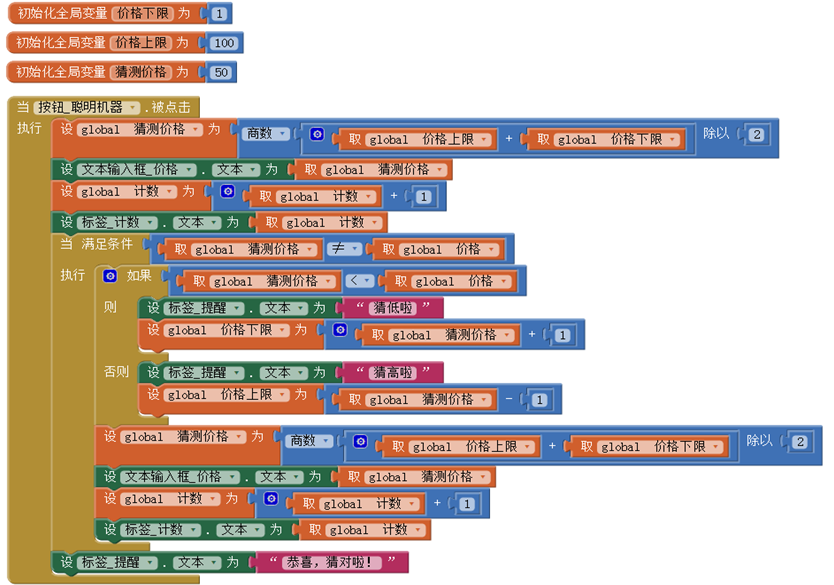 初始化全局变量 价格下限 为 1
初始化全局变量 价格上限 为 100
初始化全局变量 猜测价格 为 50
当 按钮_聪明机器 .被点击
执行 设 global 猜测价格 为 商数 取 global 价格上限 + 取 global 价格下限 除以 2
设 文本输入框_价格 . 文本 为 取 global 猜测价格
设 global 计数 为 取 global 计数 + 1
设 标签_计数 . 文本 为 取 global 计数
当 满足条件 取 global 猜测价格 ≠ 取 global 价格
执行 如果 取 global 猜测价格 < 取 global 价格
则 设 标签_提醒 . 文本 为 “ 猜低啦 ”
设 global 价格下限 为 取 global 猜测价格 + 1
否则 设 标签_提醒 . 文本 为 “ 猜高啦 ”
设 global 价格上限 为 取 global 猜测价格 - 1
设 global 猜测价格 为 商数 取 global 价格上限 + 取 global 价格下限 除以 2
设 文本输入框_价格 . 文本 为 取 global 猜测价格
设 global 计数 为 取 global 计数 + 1
设 标签_计数 . 文本 为 取 global 计数
设 标签_提醒 . 文本 为 “ 恭喜，猜对啦！ ”